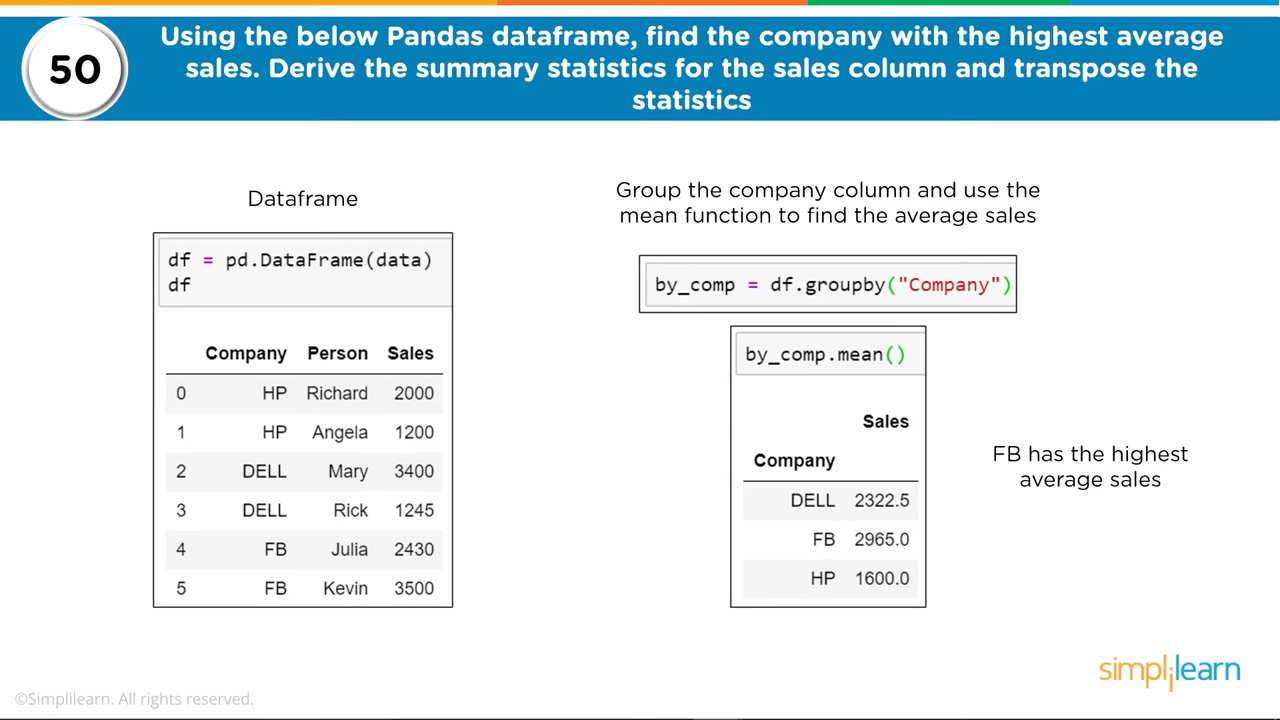 50
Using the below Pandas dataframe, find the company with the highest average
sales. Derive the summary statistics for the sales column and transpose the
statistics
Dataframe
df = pd.DataFrame(data)
df
Company Person Sales
0 HP Richard 2000
1 HP Angela 1200
2 DELL Mary 3400
3 DELL Rick 1245
4 FB Julia 2430
5 FB Kevin 3500
Group the company column and use the
mean function to find the average sales
by_comp = df.groupby("Company")
by_comp.mean()
Sales
Company
DELL 2322.5
FB 2965.0
HP 1600.0
FB has the highest
average sales
simplilearn
©Simplilearn. All rights reserved.